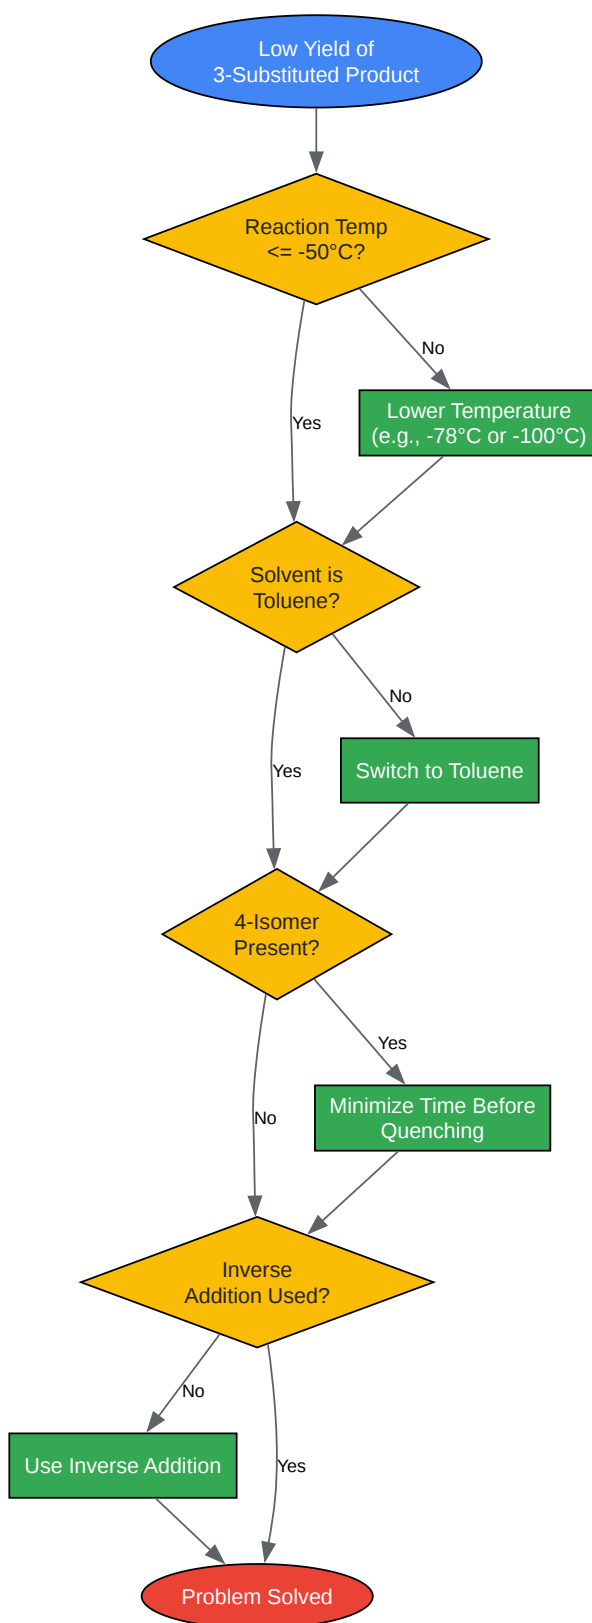 Low Yield of
3-Substituted Product
Reaction Temp
<= -50°C?
No
Lower Temperature
(e.g., -78°C or -100°C)
Yes
Solvent is
Toluene?
No
Switch to Toluene
Yes
4-Isomer
Present?
Yes
Minimize Time Before
Quenching
No
Inverse
Addition Used?
No
Use Inverse Addition
Yes
Problem Solved